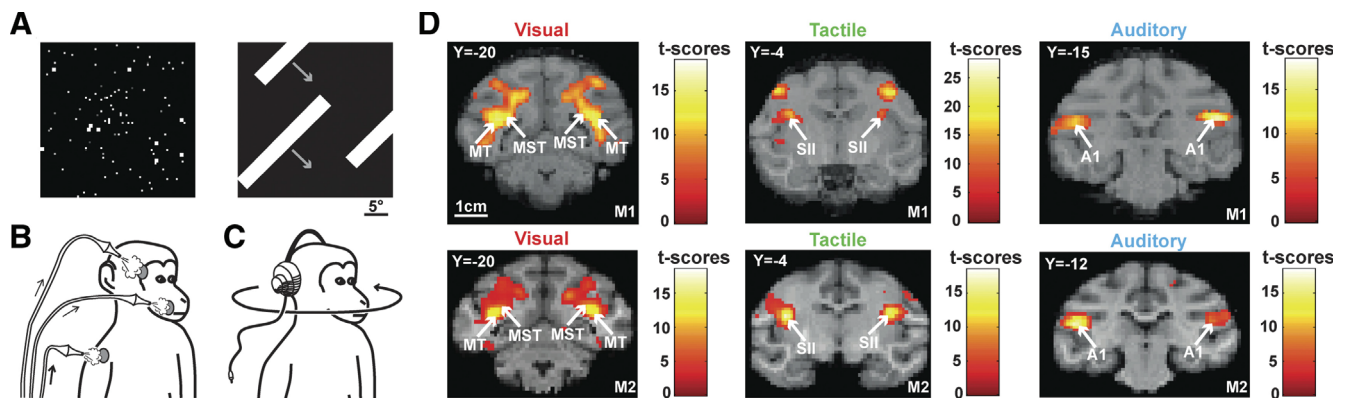 A
5°
B
C
D
Visual
Y=-20
MT
MST
MST
MT
1cm
M1
t-scores
15
10
5
0
Tactile
Y=-4
SII
SII
M1
t-scores
25
20
15
10
5
0
Auditory
Y=-15
A1
A1
M1
t-scores
15
10
5
0
Visual
Y=-20
MT
MST
MST
MT
M2
t-scores
15
10
5
0
Tactile
Y=-4
SII
SII
M2
t-scores
15
10
5
0
Auditory
Y=-12
A1
A1
M2
t-scores
15
10
5
0